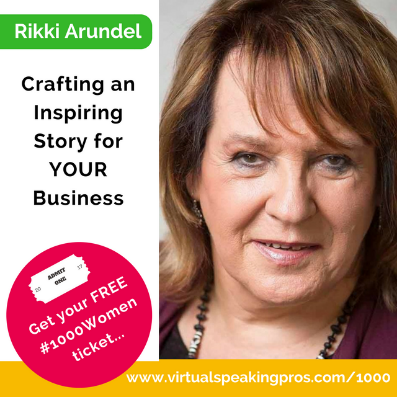 Rikki Arundel
Crafting an
Inspiring
Story for
YOUR
Business
ADMIT
ONE
Get your FREE
#1000Women
ticket...
www.virtualspeakingpros.com/1000